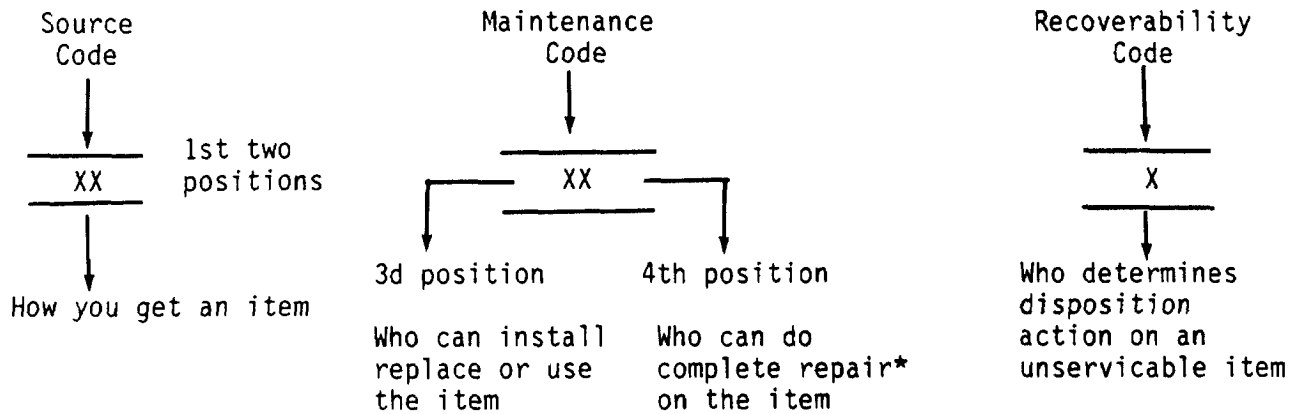 Source
Code
XX
1st two
positions
How you get an item
Maintenance
Code
XX
3d position
Who can install
replace or use
the item
4th position
Who can do
complete repair*
on the item
Recoverability
Code
X
Who determines
disposition
action on an
unservicable item